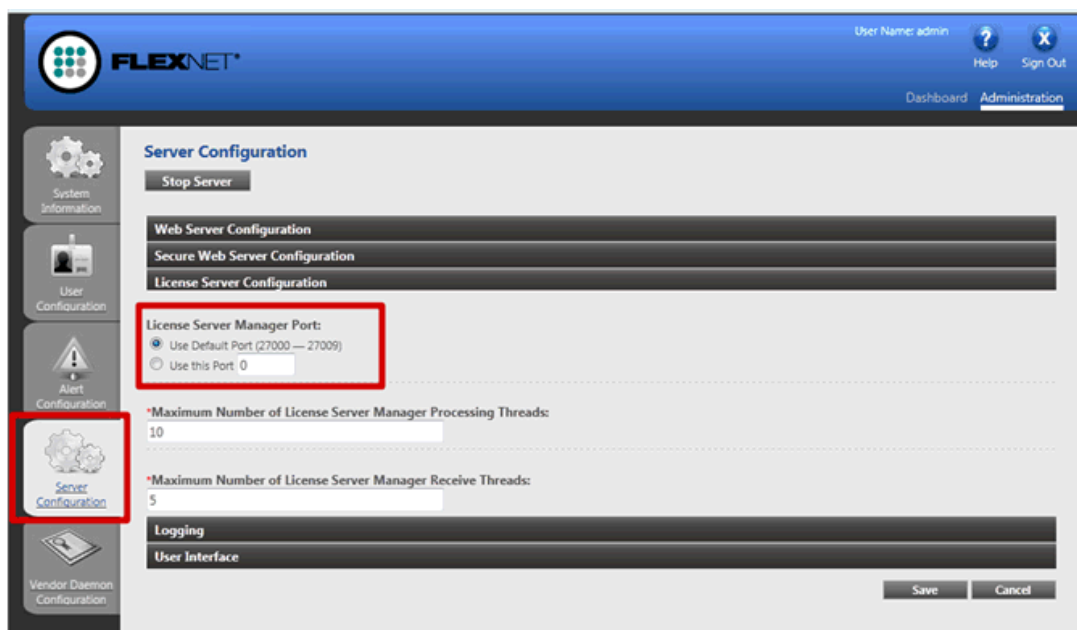 User Name: admin
?
X
Help
Sign Out
FLEXNET*
Dashboard
Administration
System
Information
User
Configuration
Alert
Configuration
Server
Configuration
Vendor Daemon
Configuration
Server Configuration
Stop Server
Web Server Configuration
Secure Web Server Configuration
License Server Configuration
License Server Manager Port:
Use Default Port (27000 — 27009)
Use this Port 0
*Maximum Number of License Server Manager Processing Threads:
10
*Maximum Number of License Server Manager Receive Threads:
5
Logging
User Interface
Save
Cancel